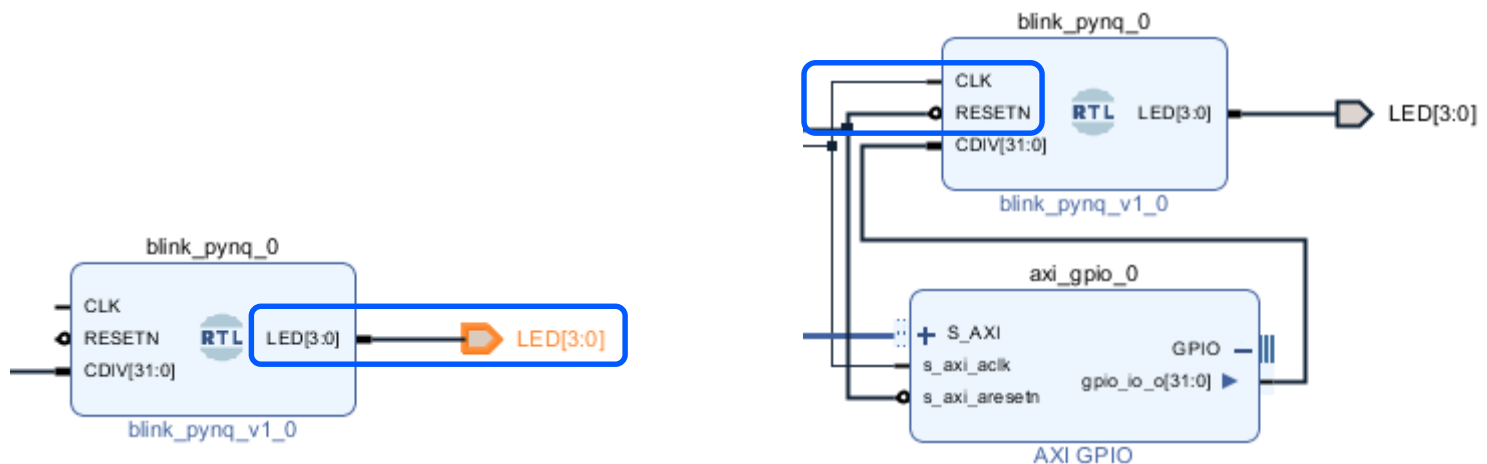 blink_pynq_0
CLK
RESETN
CDIV[31:0]
RTL
LED[3:0]
LED[3:0]
blink_pynq_v1_0
blink_pynq_0
CLK
RESETN
CDIV[31:0]
RTL
LED[3:0]
LED[3:0]
blink_pynq_v1_0
axi_gpio_0
S_AXI
s_axi_aclk
s_axi_aresetn
GPIO
gpio_io_o[31:0]
AXI GPIO